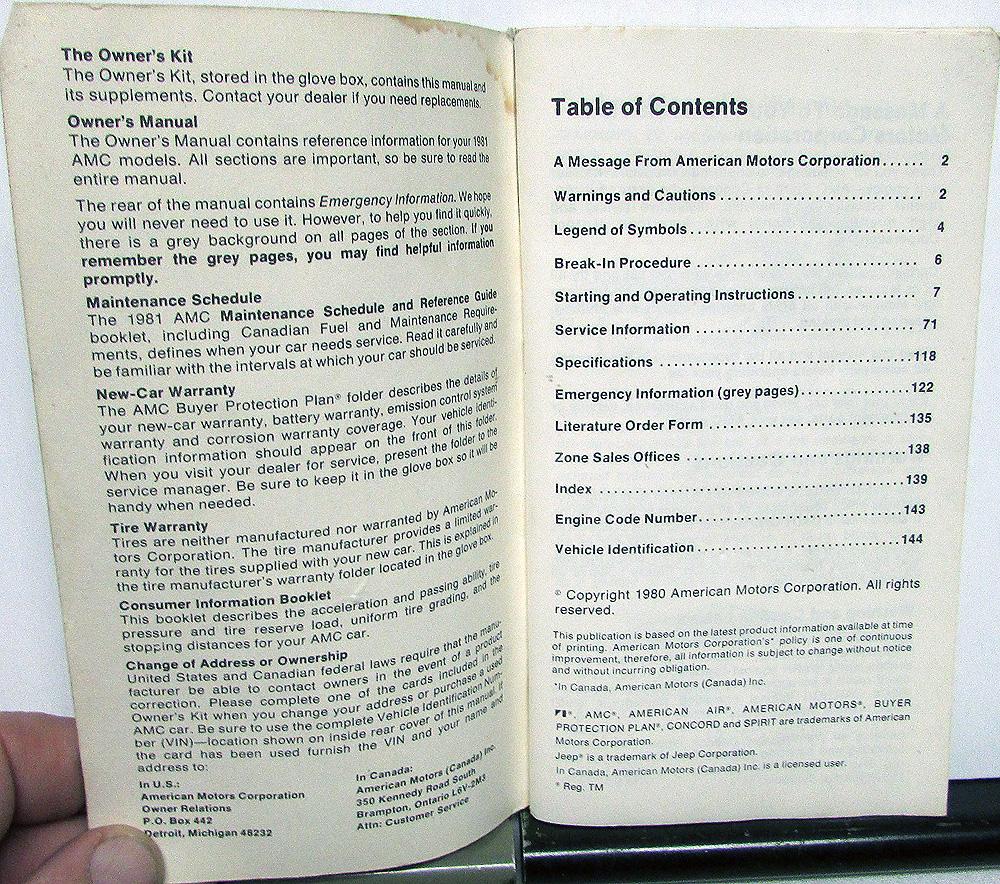 The Owner's Kit
The Owner's Kit, stored in the glove box, contains this manual and
its supplements. Contact your dealer if you need replacements.
Owner's Manual
The Owner's Manual contains reference information for your 1981
AMC models. All sections are important, so be sure to read the
entire manual.
The rear of the manual contains Emergency Information. We hope
you will never need to use it. However, to help you find it quickly,
there is a grey background on all pages of the section. If you
remember the grey pages, you may find helpful information
promptly.
Maintenance Schedule
The 1981 AMC Maintenance Schedule and Reference Guide
booklet, including Canadian Fuel and Maintenance Require-
ments, defines when your car needs service. Read it carefully and
be familiar with the intervals at which your car should be serviced.
New-Car Warranty
The AMC Buyer Protection Plan® folder describes the details of
your new-car warranty, battery warranty, emission control system
warranty and corrosion warranty coverage. Your vehicle identi-
fication information should appear on the front of this folder.
When you visit your dealer for service, present the folder to the
service manager. Be sure to keep it in the glove box so it will be
handy when needed.
Tire Warranty
Tires are neither manufactured nor warranted by American Mo-
tors Corporation. The tire manufacturer provides a limited war-
ranty for the tires supplied with your new car. This is explained in
the tire manufacturer's warranty folder located in the glove box.
Consumer Information Booklet
This booklet describes the acceleration and passing ability, tire
pressure and tire reserve load, uniform tire grading, and the
stopping distances for your AMC car.
Change of Address or Ownership
United States and Canadian federal laws require that the manu-
facturer be able to contact owners in the event of a product
correction. Please complete one of the cards included in the
Owner's Kit when you change your address or purchase a used
AMC car. Be sure to use the complete Vehicle Identification Num-
ber (VIN)—location shown on inside rear cover of this manual. If
the card has been used furnish the VIN and your name and
address to:
In U.S.:
American Motors Corporation
Owner Relations
P.O. Box 442
Detroit, Michigan 48232
In Canada:
American Motors (Canada) Inc.
350 Kennedy Road South
Brampton, Ontario L6V-2M3
Attn: Customer Service
Table of Contents
A Message From American Motors Corporation...... 2
Warnings and Cautions............................ 2
Legend of Symbols................................ 4
Break-In Procedure ............................... 6
Starting and Operating Instructions............... 7
Service Information .............................. 71
Specifications ................................... 118
Emergency Information (grey pages)............... 122
Literature Order Form ............................ 135
Zone Sales Offices ............................... 138
Index ............................................ 139
Engine Code Number............................... 143
Vehicle Identification........................... 144
© Copyright 1980 American Motors Corporation. All rights
reserved.
This publication is based on the latest product information available at time
of printing. American Motors Corporation's* policy is one of continuous
improvement, therefore, all information is subject to change without notice
and without incurring obligation.
*In Canada, American Motors (Canada) Inc.
®, AMC®, AMERICAN AIR®, AMERICAN MOTORS®, BUYER
PROTECTION PLAN®, CONCORD and SPIRIT are trademarks of American
Motors Corporation.
Jeep® is a trademark of Jeep Corporation.
In Canada, American Motors (Canada) Inc. is a licensed user.
® Reg. TM